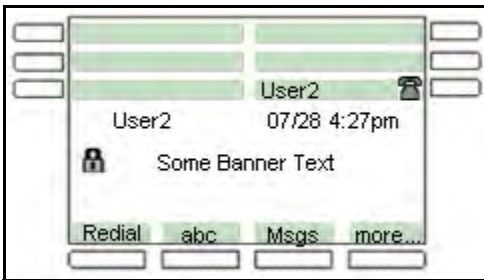 User2
User2 07/28 4:27pm
Some Banner Text
Redial abc Msgs more...